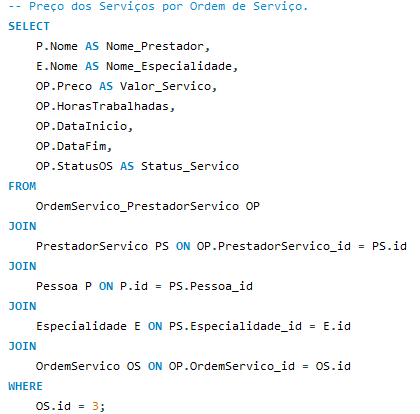 -- Preço dos Serviços por Ordem de Serviço.
SELECT
P.Nome AS Nome_Prestador,
E.Nome AS Nome_Especialidade,
OP.Preco AS Valor_Servico,
OP.HorasTrabalhadas,
OP.DataInicio,
OP.DataFim,
OP.StatusOS AS Status_Servico
FROM
OrdemServico_PrestadorServico OP
JOIN
PrestadorServico PS ON OP.PrestadorServico_id = PS.id
JOIN
Pessoa P ON P.id = PS.Pessoa_id
JOIN
Especialidade E ON PS.Especialidade_id = E.id
JOIN
OrdemServico OS ON OP.OrdemServico_id = OS.id
WHERE
OS.id = 3;